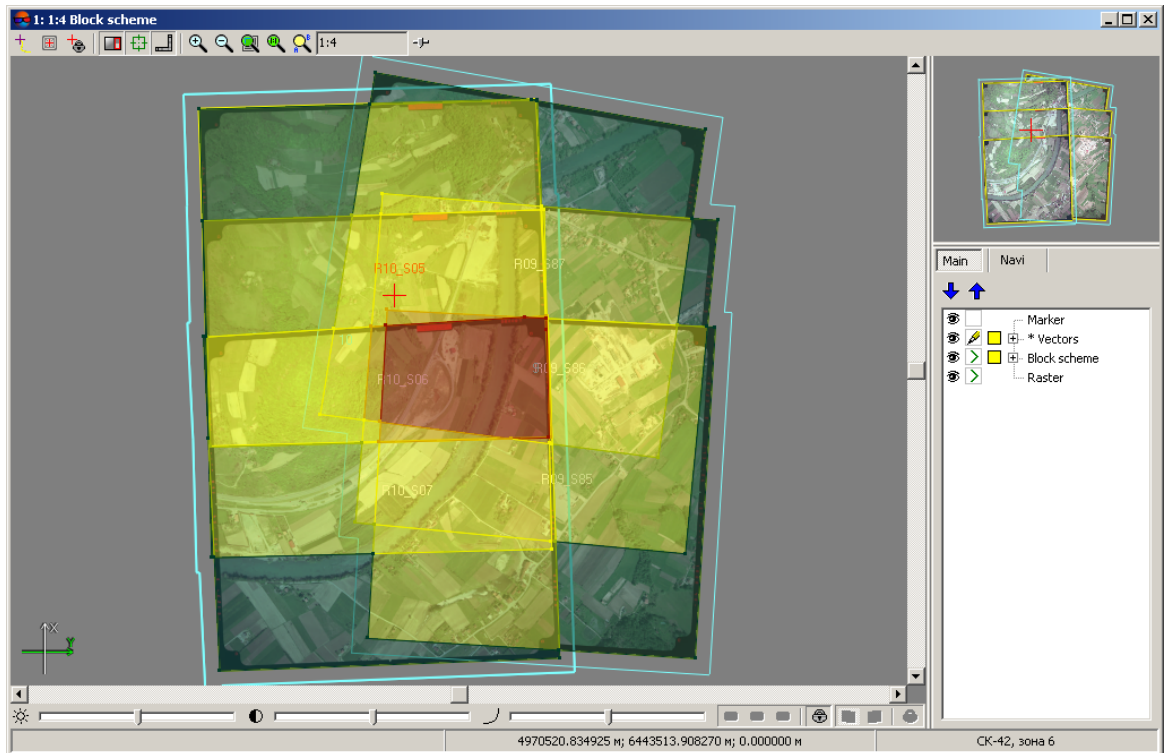 1: 1:4 Block scheme
1:4
R10_S05
R09_S87
R10_S06
R09_S86
R10_S07
R09_S85
X
Y
Main
Navi
Marker
* Vectors
Block scheme
Raster
4970520.834925 м; 6443513.908270 м; 0.000000 м
СК-42, зона 6